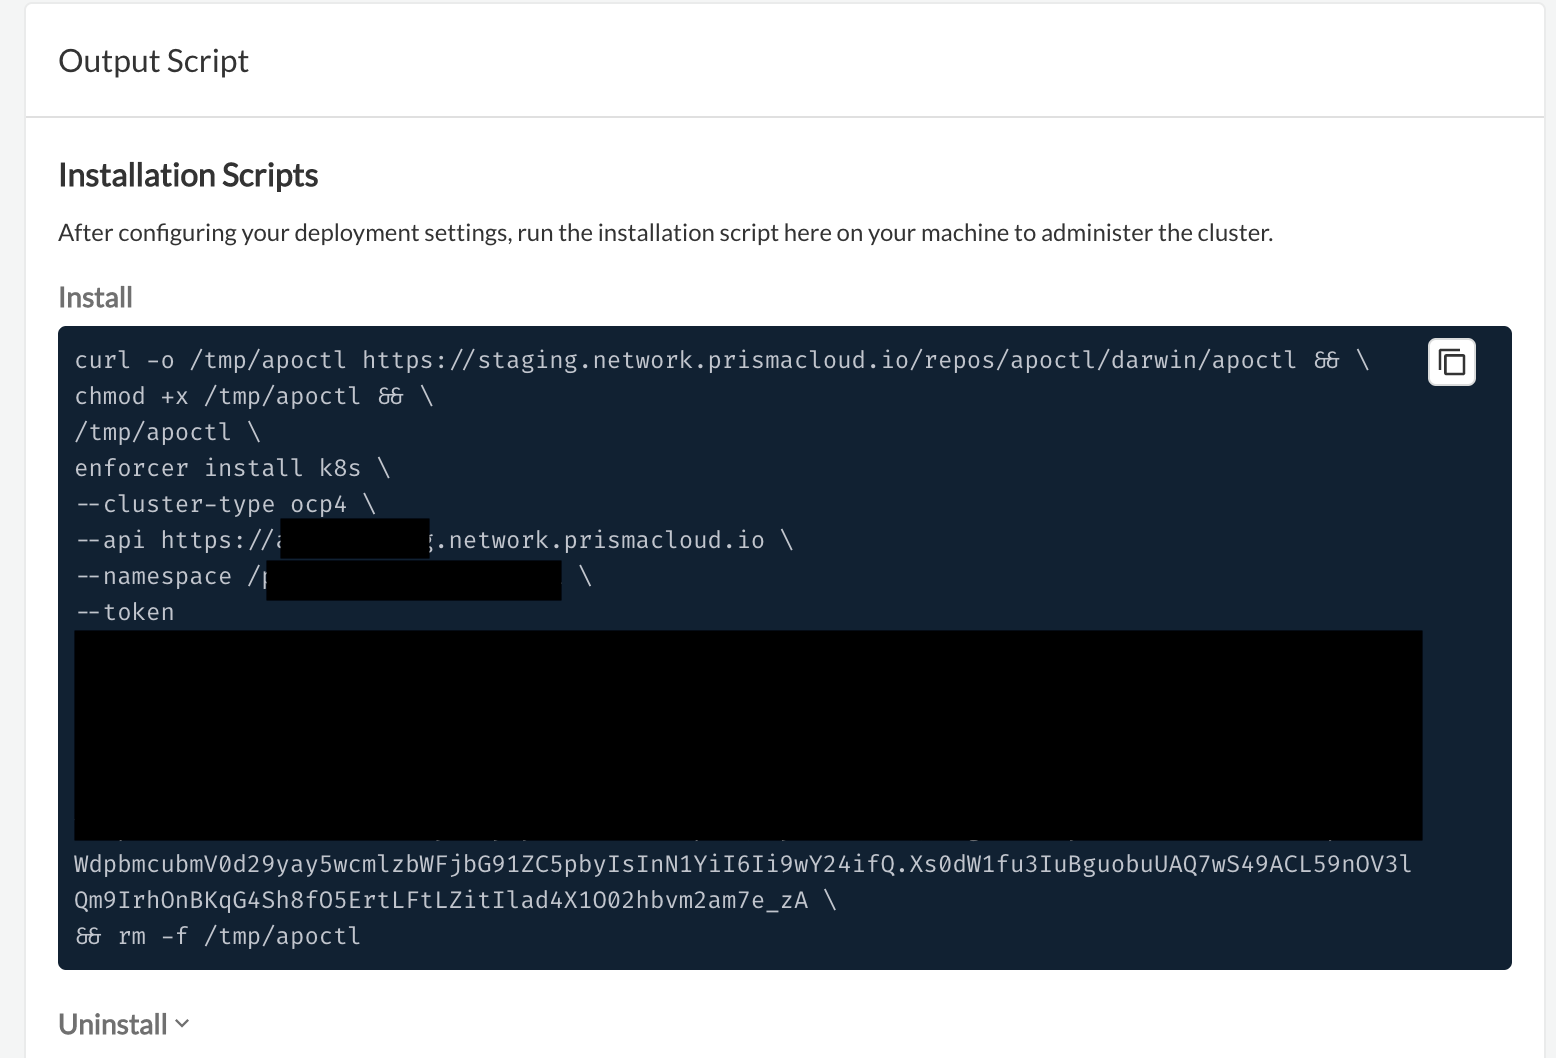 Output Script
Installation Scripts
After configuring your deployment settings, run the installation script here on your machine to administer the cluster.
Install
curl -o /tmp/apoctl https://staging.network.prismacloud.io/repos/apoctl/darwin/apoctl && \
chmod +x /tmp/apoctl && \
/tmp/apoctl \
enforcer install k8s \
--cluster-type ocp4 \
--api https:// .network.prismacloud.io \
--namespace / \
--token
WdpbmcubmV0d29yay5wcmlzbWFjbG91ZC5pbyIsInN1YiI6Ii9wY24ifQ.Xs0dW1fu3IuBguobuUAQ7wS49ACL59nOV3l
Qm9IrhOnBKqG4Sh8fO5ErtLFtLZitIlad4X1O02hbvm2am7e_zA \
&& rm -f /tmp/apoctl
Uninstall